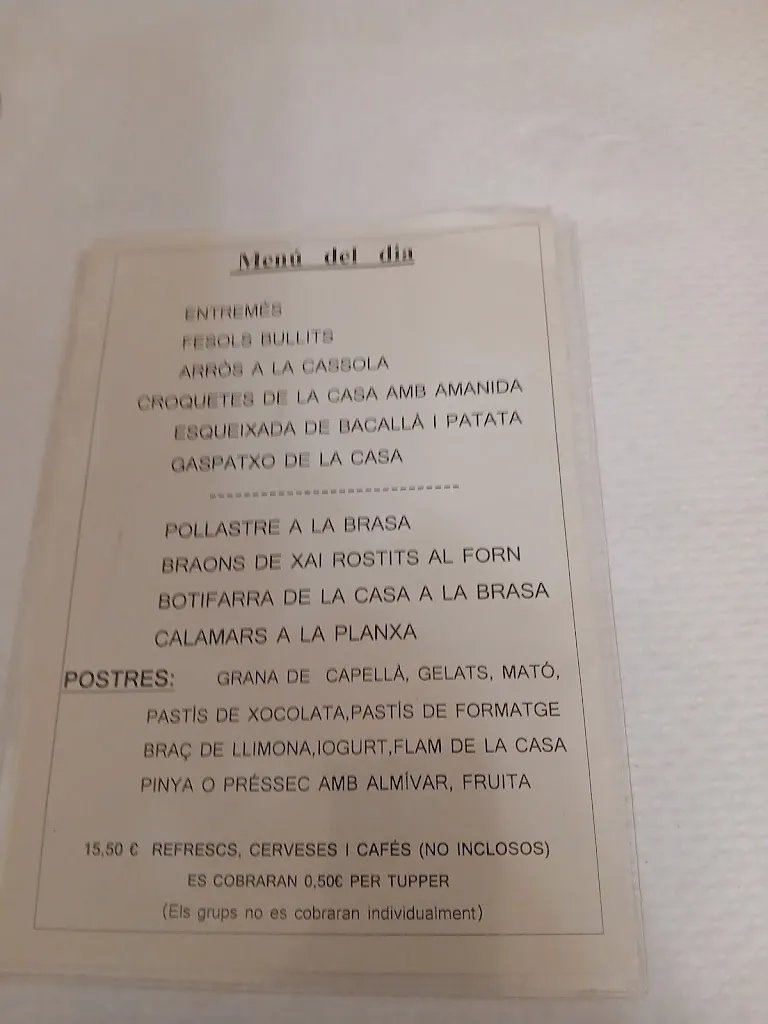 Menú del dia
ENTREMÈS
FESOLS BULLITS
ARRÒS A LA CASSOLA
CROQUETES DE LA CASA AMB AMANIDA
ESQUEIXADA DE BACALLÀ I PATATA
GASPATXO DE LA CASA
-----------------------------
POLLASTRE A LA BRASA
BRAONS DE XAI ROSTITS AL FORN
BOTIFARRA DE LA CASA A LA BRASA
CALAMARS A LA PLANXA
POSTRES: GRANA DE CAPELLÀ, GELATS, MATÓ,
PASTÍS DE XOCOLATA,PASTÍS DE FORMATGE
BRAÇ DE LLIMONA,IOGURT,FLAM DE LA CASA
PINYA O PRÉSSEC AMB ALMÍVAR, FRUITA
15,50 € REFRESCS, CERVESES I CAFÉS (NO INCLOSOS)
ES COBRARAN 0,50€ PER TUPPER
(Els grups no es cobraran individualment)